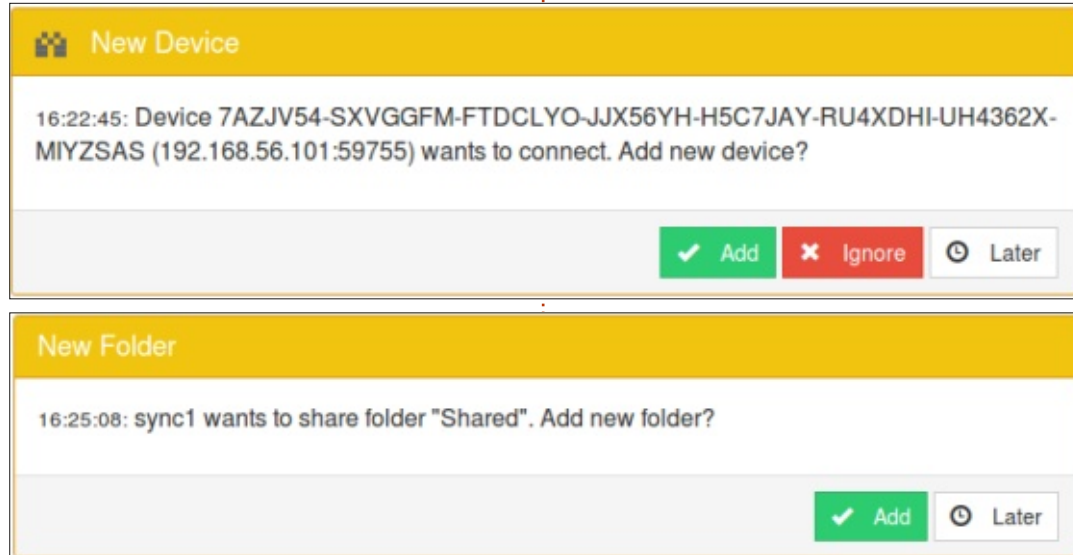 New Device
16:22:45: Device 7AZJV54-SXVGGFM-FTDCLYO-JJX56YH-H5C7JAY-RU4XDHI-UH4362X-
MIYZSAS (192.168.56.101:59755) wants to connect. Add new device?
Add Ignore Later
New Folder
16:25:08: sync1 wants to share folder "Shared". Add new folder?
Add Later